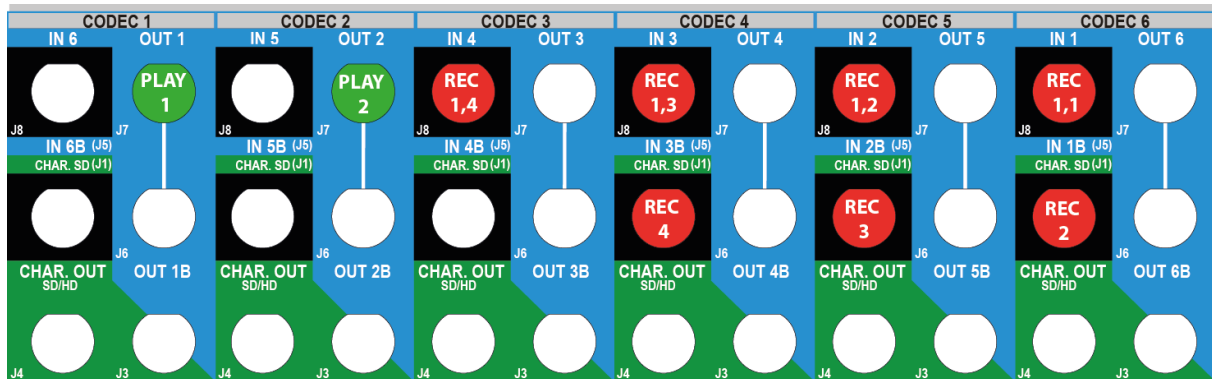 CODEC 1 CODEC 2 CODEC 3 CODEC 4 CODEC 5 CODEC 6
IN 6 OUT 1 IN 5 OUT 2 IN 4 OUT 3 IN 3 OUT 4 IN 2 OUT 5 IN 1 OUT 6
PLAY PLAY REC REC REC REC
1 2 1,4 1,3 1,2 1,1
J8 J7 J8 J7 J8 J7 J8 J7 J8 J7 J8 J7
IN 6B (J5) IN 5B (J5) IN 4B (J5) IN 3B (J5) IN 2B (J5) IN 1B (J5)
CHAR. SD (J1) CHAR. SD (J1) CHAR. SD (J1) CHAR. SD (J1) CHAR. SD (J1) CHAR. SD (J1)
REC REC REC
4 3 2
J6 J6 J6 J6 J6 J6
CHAR. OUT OUT 1B CHAR. OUT OUT 2B CHAR. OUT OUT 3B CHAR. OUT OUT 4B CHAR. OUT OUT 5B CHAR. OUT OUT 6B
SD/HD SD/HD SD/HD SD/HD SD/HD SD/HD
J4 J3 J4 J3 J4 J3 J4 J3 J4 J3 J4 J3